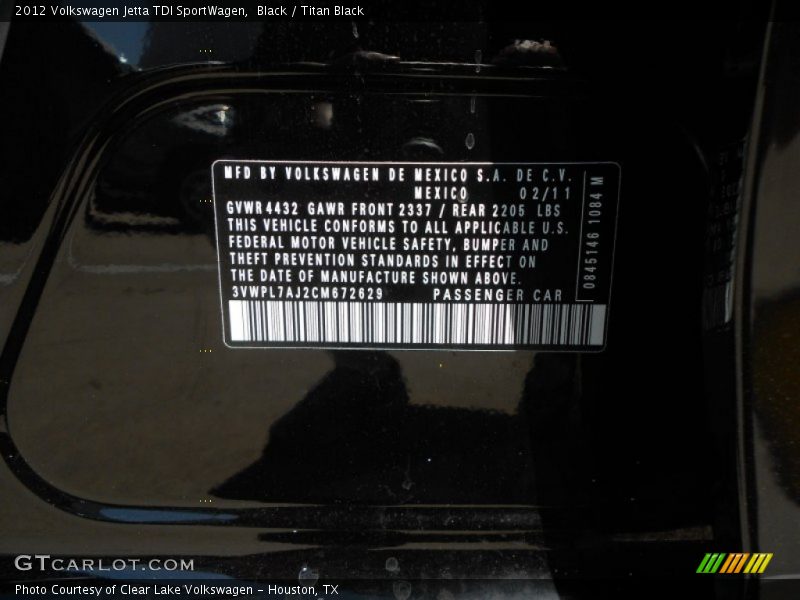 2012 Volkswagen Jetta TDI SportWagen, Black / Titan Black
MFD BY VOLKSWAGEN DE MEXICO S.A. DE C.V.
MEXICO 02/11
GVWR 4432 GAWR FRONT 2337 / REAR 2205 LBS
THIS VEHICLE CONFORMS TO ALL APPLICABLE U.S.
FEDERAL MOTOR VEHICLE SAFETY, BUMPER AND
THEFT PREVENTION STANDARDS IN EFFECT ON
THE DATE OF MANUFACTURE SHOWN ABOVE.
3VWPL7AJ2CM672629 PASSENGER CAR
0845146 1084 M
GTCARLOT.COM
Photo Courtesy of Clear Lake Volkswagen - Houston, TX